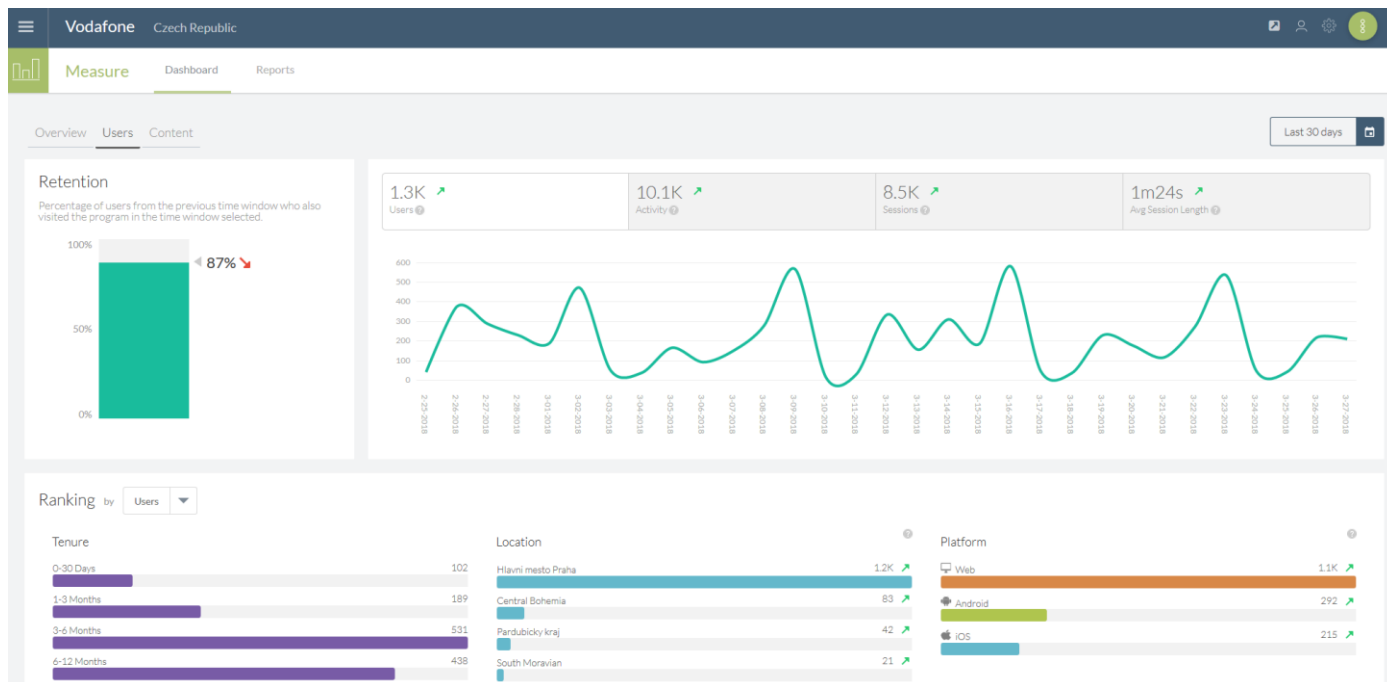 Vodafone Czech Republic
Measure Dashboard Reports
Overview Users Content
Last 30 days
Retention
Percentage of users from the previous time window who also
visited the program in the time window selected.
100%
87%
50%
0%
1.3K
Users
10.1K
Activity
8.5K
Sessions
1m24s
Avg Session Length
600
500
400
300
200
100
0
2-25-2018
2-26-2018
2-27-2018
2-28-2018
3-01-2018
3-02-2018
3-03-2018
3-04-2018
3-05-2018
3-06-2018
3-07-2018
3-08-2018
3-09-2018
3-10-2018
3-11-2018
3-12-2018
3-13-2018
3-14-2018
3-15-2018
3-16-2018
3-17-2018
3-18-2018
3-19-2018
3-20-2018
3-21-2018
3-22-2018
3-23-2018
3-24-2018
3-25-2018
3-26-2018
3-27-2018
Ranking by Users
Tenure
0-30 Days 102
1-3 Months 189
3-6 Months 531
6-12 Months 438
Location
Hlavni mesto Praha 1.2K
Central Bohemia 83
Pardubicky kraj 42
South Moravian 21
Platform
Web 1.1K
Android 292
iOS 215